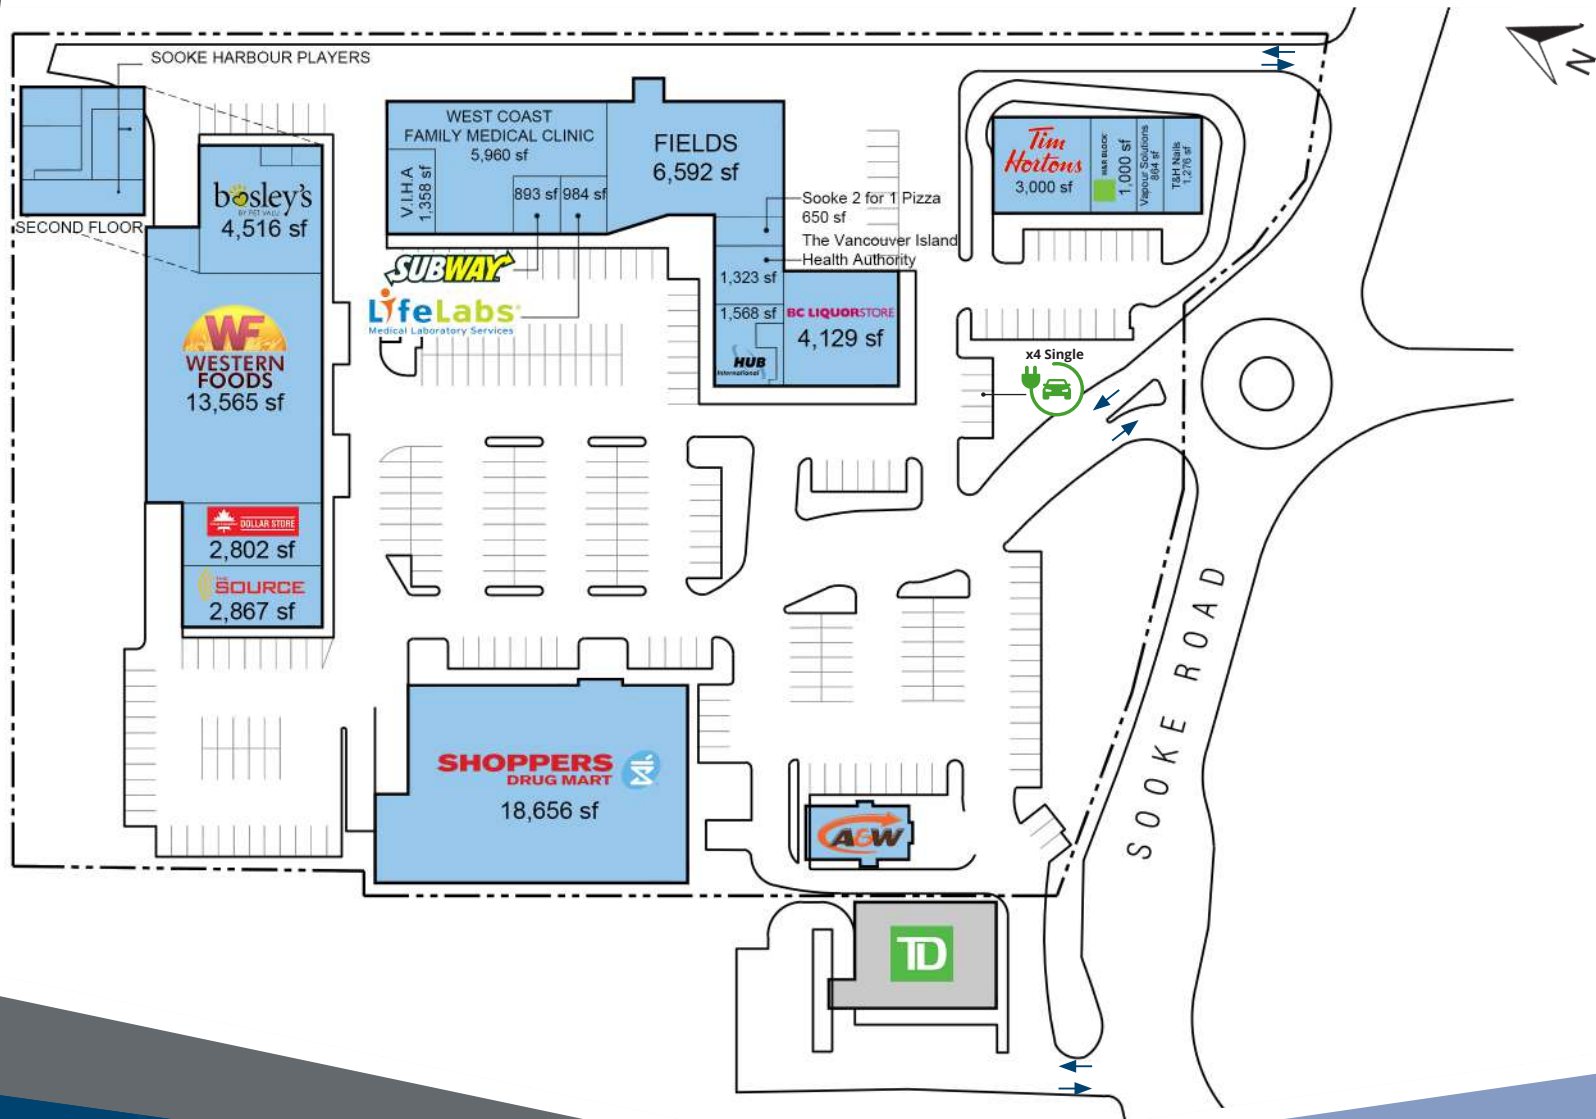 SOOKE HARBOUR PLAYERS
SECOND FLOOR
bosley's
BY PET VALU
4,516 sf
WF
WESTERN
FOODS
13,565 sf
DOLLAR STORE
2,802 sf
THE
SOURCE
2,867 sf
WEST COAST
FAMILY MEDICAL CLINIC
5,960 sf
V.I.H.A
1,358 sf
893 sf
984 sf
SUBWAY
LifeLabs
Medical Laboratory Services
FIELDS
6,592 sf
Sooke 2 for 1 Pizza
650 sf
The Vancouver Island
Health Authority
1,323 sf
1,568 sf
HUB
International
BC LIQUORSTORE
4,129 sf
Tim
Hortons
3,000 sf
H&R BLOCK
1,000 sf
Vapour Solutions
864 sf
T&H Nails
1,276 sf
N
x4 Single
SHOPPERS
DRUG MART
18,656 sf
A&W
TD
SOOKE ROAD